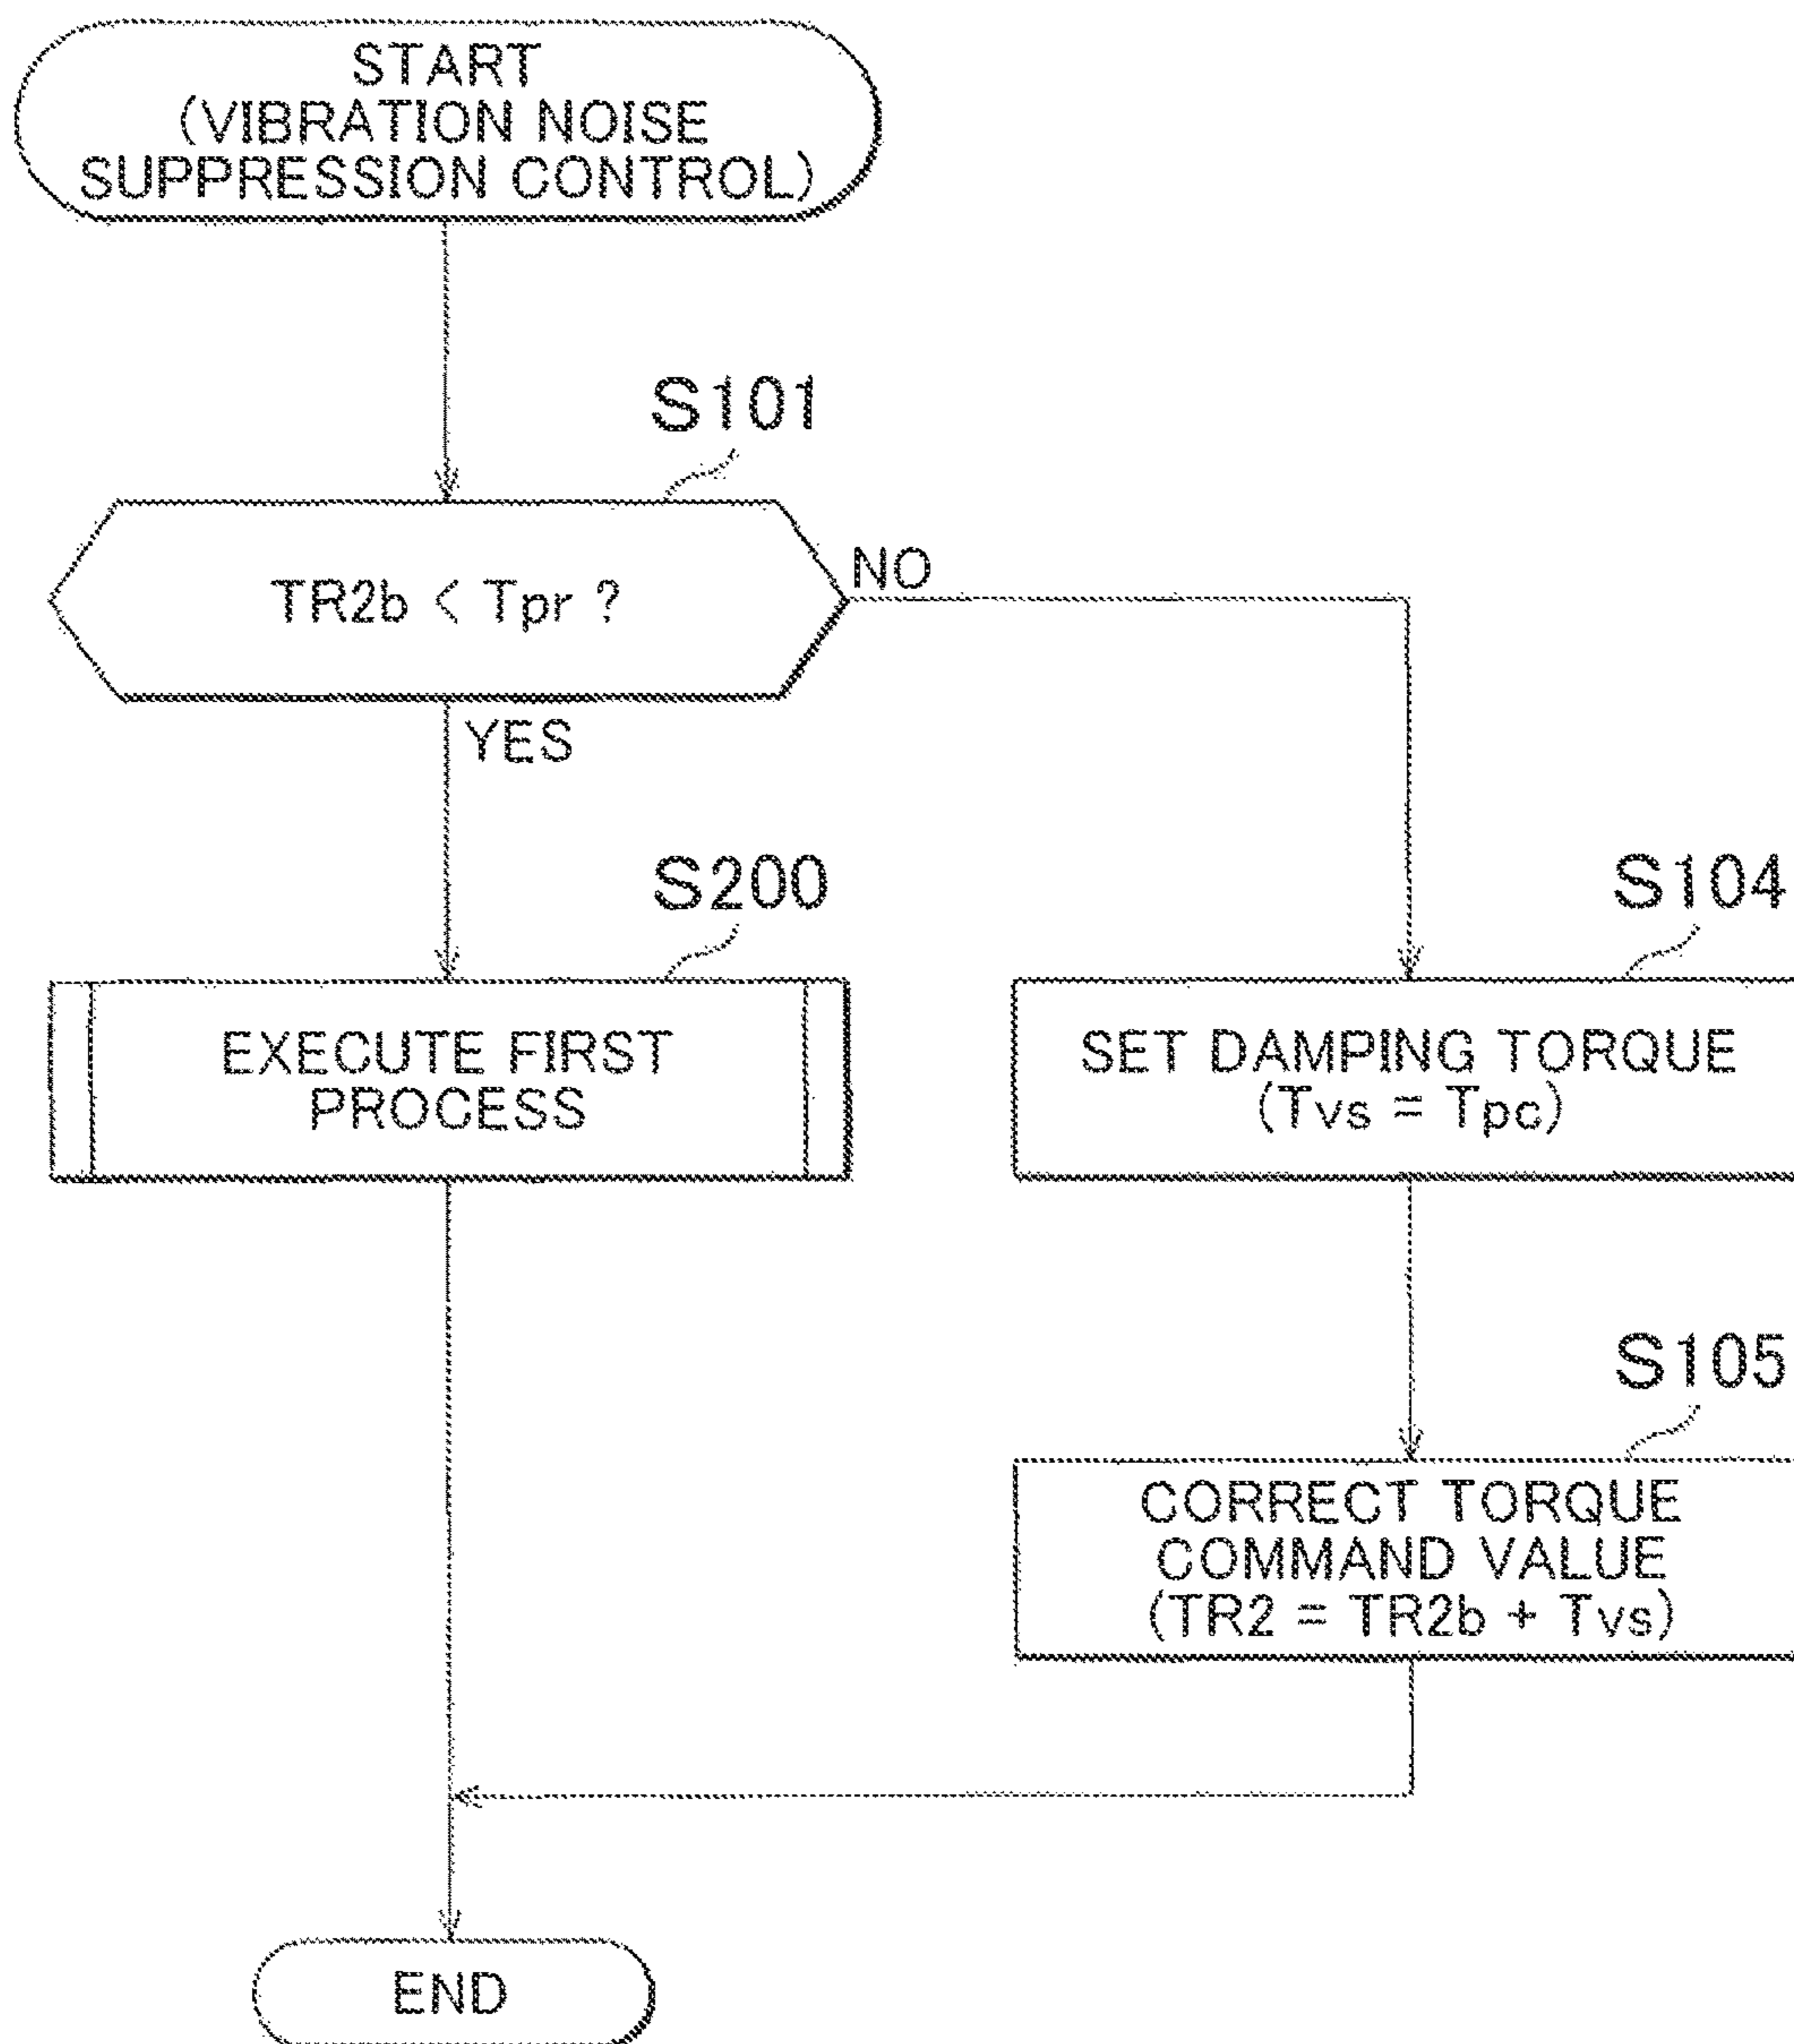 START
(VIBRATION NOISE
SUPPRESSION CONTROL)
S101
TR2b < Tpr ?
NO
YES
S200
EXECUTE FIRST
PROCESS
S104
SET DAMPING TORQUE
(Tvs = Tpc)
S105
CORRECT TORQUE
COMMAND VALUE
(TR2 = TR2b + Tvs)
END